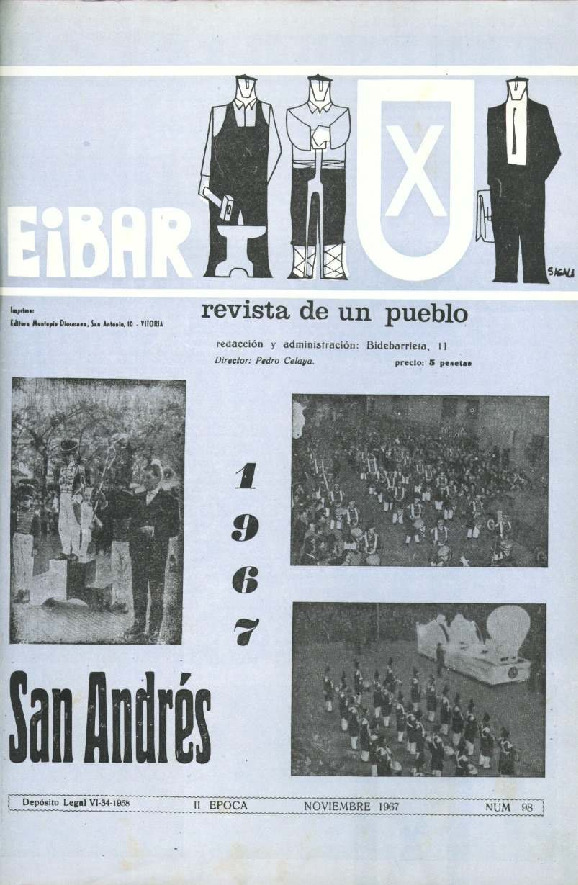 EiBAR
X
SAGALA
Imprime:
Editora Montepío Diocesano, San Antonio, 10 - VITORIA
revista de un pueblo
redacción y administración: Bidebarrieta, 11
Director: Pedro Celaya.
precio: 5 pesetas
1
9
6
7
San Andrés
Depósito Legal VI-34-1958
II EPOCA
NOVIEMBRE 1967
NUM 98